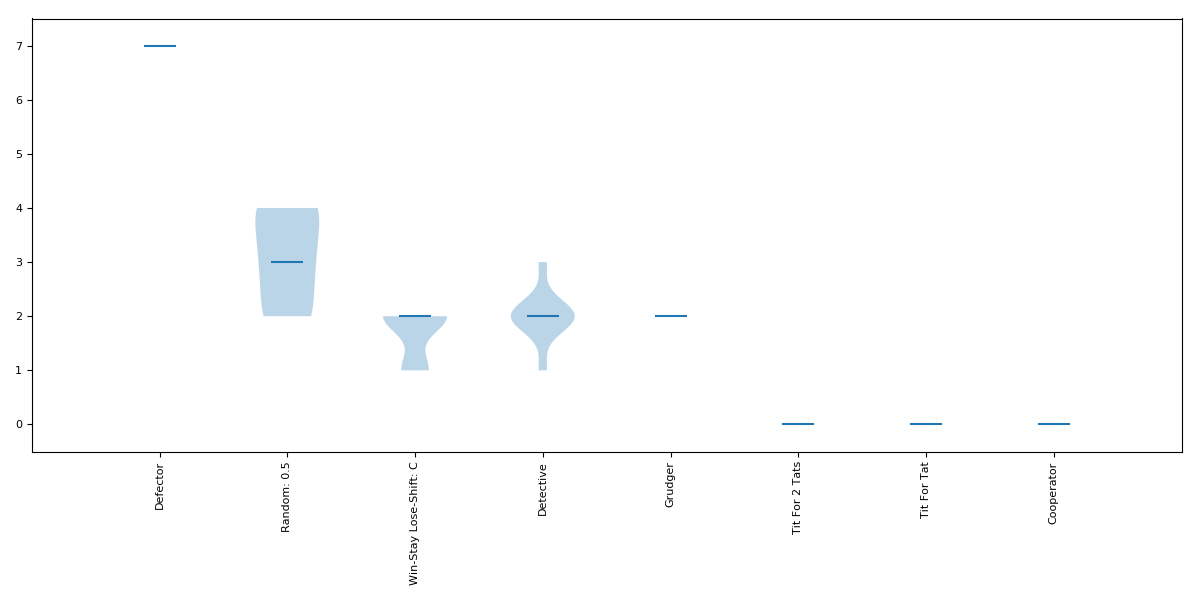 7
6
5
4
3
2
1
0
Defector
Random: 0.5
Win-Stay Lose-Shift: C
Detective
Grudger
Tit For 2 Tats
Tit For Tat
Cooperator